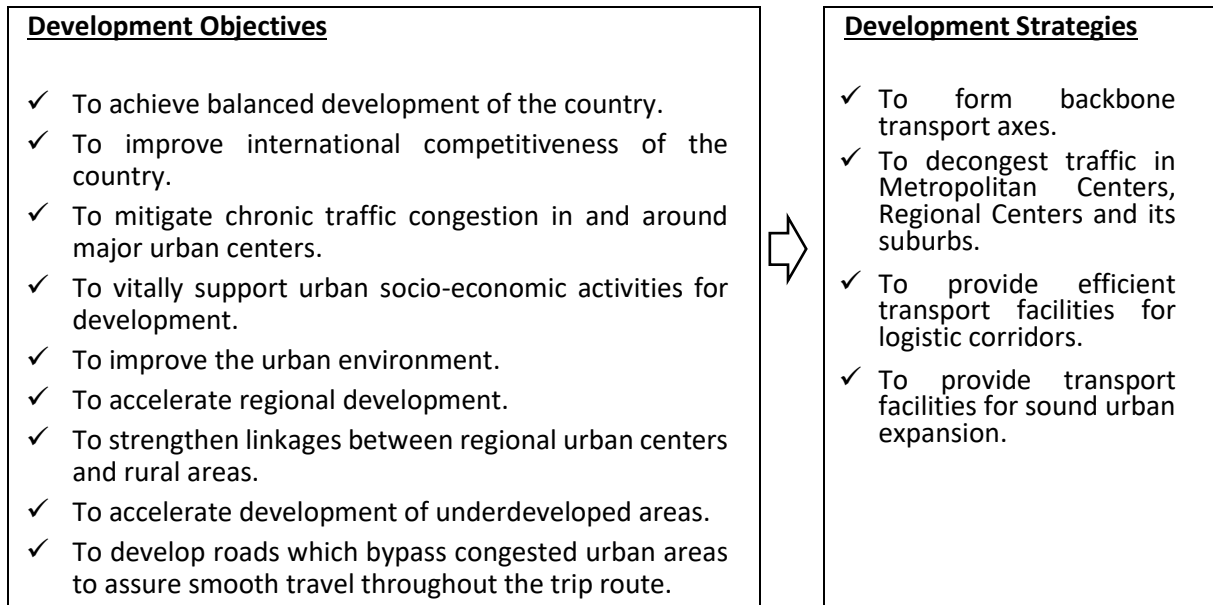 Development Objectives
✓ To achieve balanced development of the country.
✓ To improve international competitiveness of the
country.
✓ To mitigate chronic traffic congestion in and around
major urban centers.
✓ To vitally support urban socio-economic activities for
development.
✓ To improve the urban environment.
✓ To accelerate regional development.
✓ To strengthen linkages between regional urban centers
and rural areas.
✓ To accelerate development of underdeveloped areas.
✓ To develop roads which bypass congested urban areas
to assure smooth travel throughout the trip route.
Development Strategies
✓ To form backbone
transport axes.
✓ To decongest traffic in
Metropolitan Centers,
Regional Centers and its
suburbs.
✓ To provide efficient
transport facilities for
logistic corridors.
✓ To provide transport
facilities for sound urban
expansion.